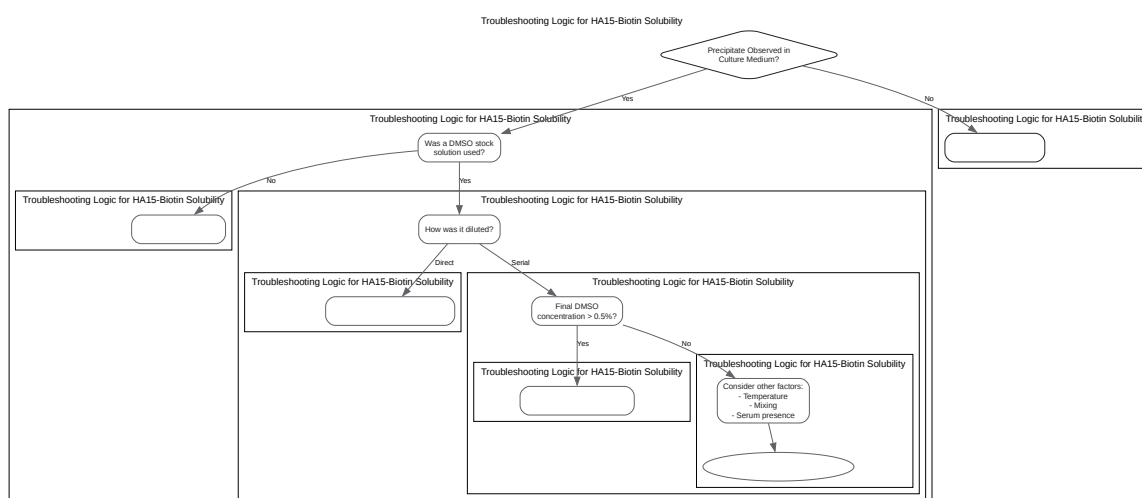 Troubleshooting Logic for HA15-Biotin Solubility
Precipitate Observed in
Culture Medium?
Yes
No
Troubleshooting Logic for HA15-Biotin Solubility
Troubleshooting Logic for HA15-Biotin Solubility
Was a DMSO stock
solution used?
No
Yes
Troubleshooting Logic for HA15-Biotin Solubility
Troubleshooting Logic for HA15-Biotin Solubility
How was it diluted?
Direct
Serial
Troubleshooting Logic for HA15-Biotin Solubility
Troubleshooting Logic for HA15-Biotin Solubility
Final DMSO
concentration > 0.5%?
Yes
No
Troubleshooting Logic for HA15-Biotin Solubility
Troubleshooting Logic for HA15-Biotin Solubility
Consider other factors:
- Temperature
- Mixing
- Serum presence